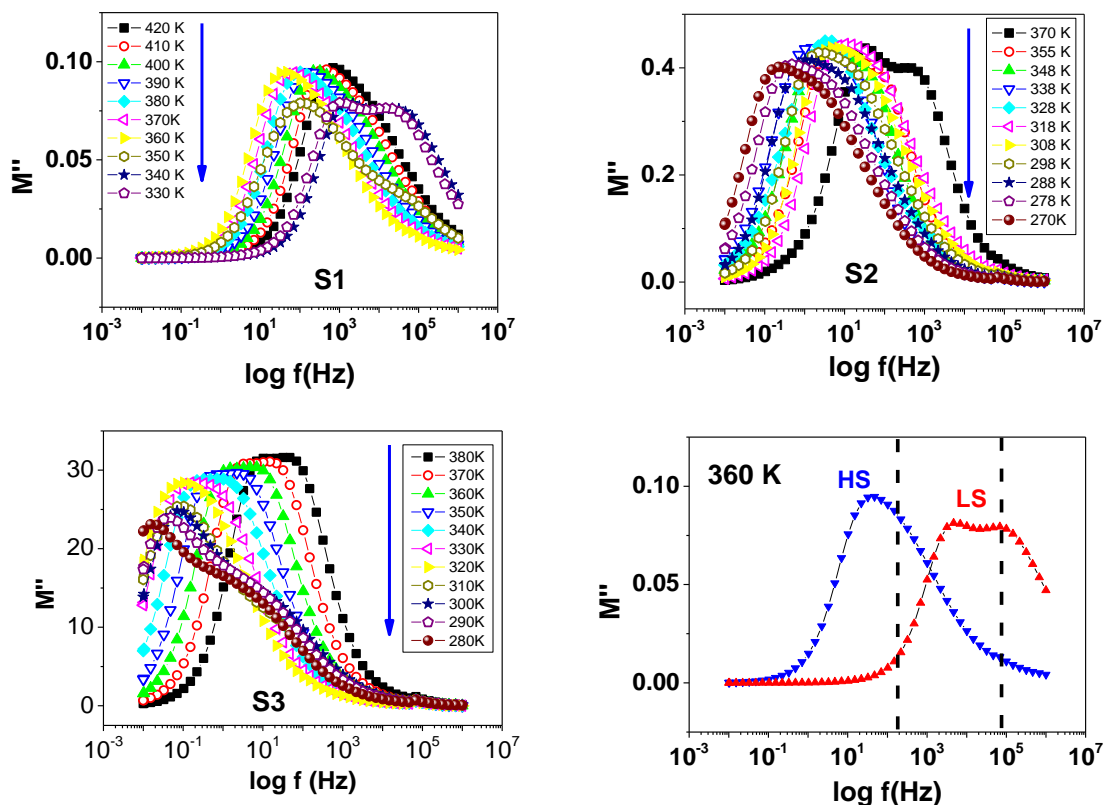 420 K
410 K
400 K
390 K
380 K
370K
360 K
350 K
340 K
330 K
0.10
0.05
0.00
M''
S1
10-3 10-1 101 103 105 107
log f(Hz)
370 K
355 K
348 K
338 K
328 K
318 K
308 K
298 K
288 K
278 K
270K
0.4
0.2
0.0
M''
S2
10-3 10-1 101 103 105 107
log f(Hz)
380K
370K
360K
350K
340K
330K
320K
310K
300K
290K
280K
30
20
10
0
M''
S3
10-3 10-1 101 103 105 107
log f (Hz)
360 K
HS
LS
0.10
0.05
0.00
M''
10-3 10-1 101 103 105 107
log f(Hz)